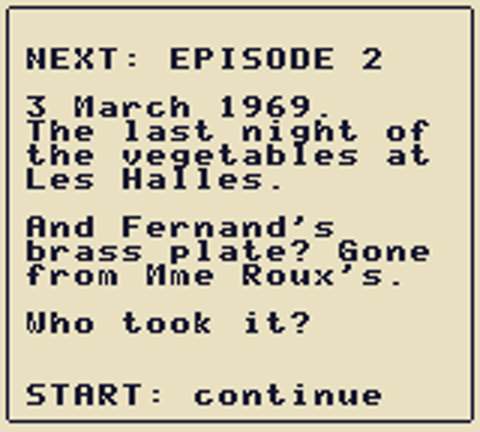 NEXT: EPISODE 2
3 March 1969.
The last night of
the vegetables at
Les Halles.
And Fernand's
brass plate? Gone
from Mme Roux's.
Who took it?
START: continue